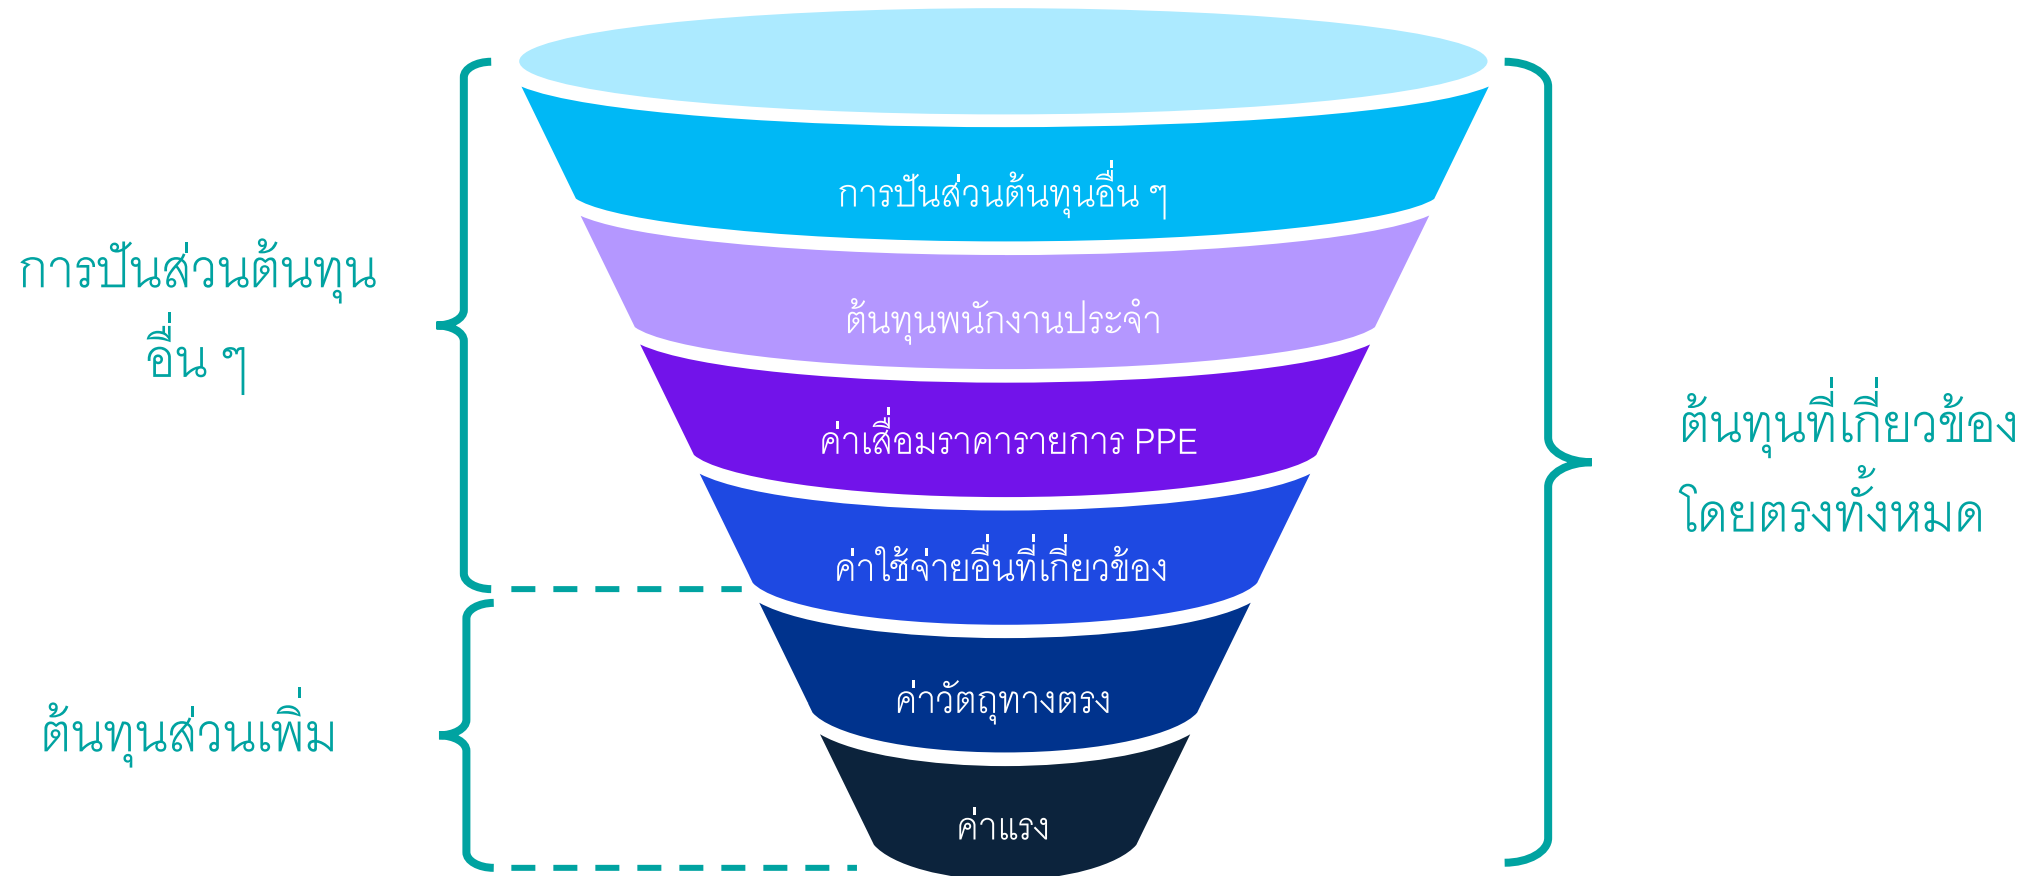 การปันส่วนต้นทุน
อื่น ๆ
ต้นทุนส่วนเพิ่ม
การปันส่วนต้นทุนอื่น ๆ
ต้นทุนพนักงานประจำ
ค่าเสื่อมราคารายการ PPE
ค่าใช้จ่ายอื่นที่เกี่ยวข้อง
ค่าวัตถุทางตรง
ค่าแรง
ต้นทุนที่เกี่ยวข้อง
โดยตรงทั้งหมด